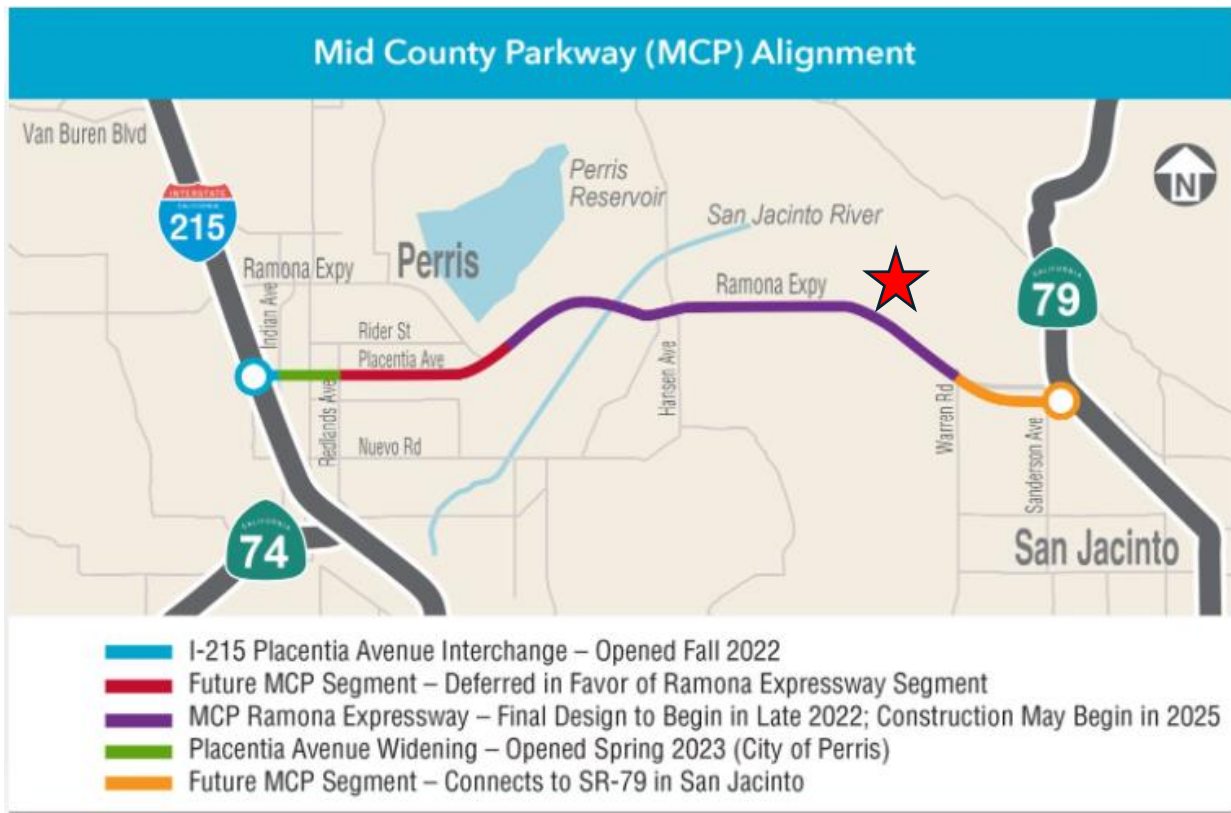 Mid County Parkway (MCP) Alignment
Van Buren Blvd
INTERSTATE
CALIFORNIA
215
Perris
Reservoir
San Jacinto River
N
Ramona Expy
Perris
Indian Ave
Ramona Expy
CALIFORNIA
79
Rider St
Placentia Ave
Redlands Ave
Hansen Ave
Warren Rd
Sanderson Ave
Nuevo Rd
CALIFORNIA
74
San Jacinto
I-215 Placentia Avenue Interchange – Opened Fall 2022
Future MCP Segment – Deferred in Favor of Ramona Expressway Segment
MCP Ramona Expressway – Final Design to Begin in Late 2022; Construction May Begin in 2025
Placentia Avenue Widening – Opened Spring 2023 (City of Perris)
Future MCP Segment – Connects to SR-79 in San Jacinto